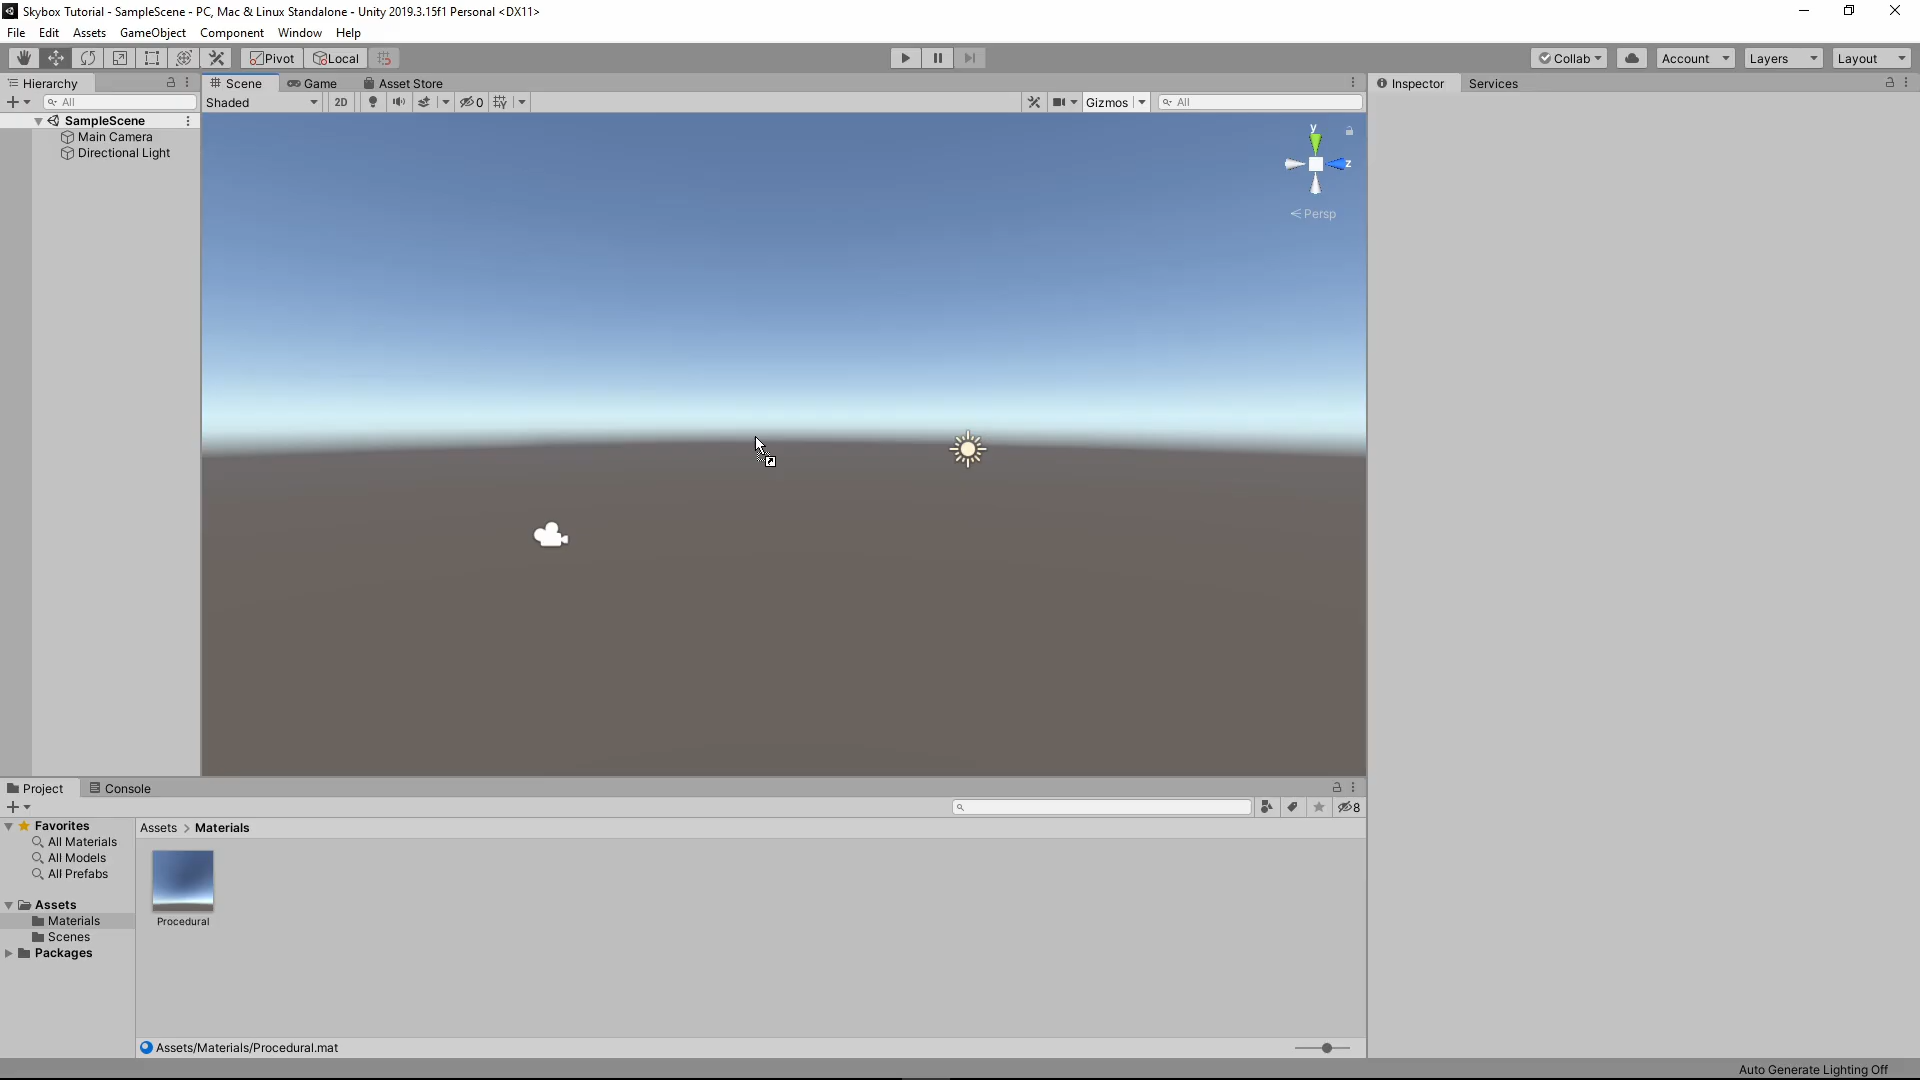 Skybox Tutorial - SampleScene - PC, Mac & Linux Standalone - Unity 2019.3.15f1 Personal <DX11>
File Edit Assets GameObject Component Window Help
Pivot Local Collab Account Layers Layout
Hierarchy Scene Game Asset Store Inspector Services
All Shaded 2D 0 Gizmos All
SampleScene
Main Camera
Directional Light
y
z
Persp
Project Console
8
Favorites
All Materials
All Models
All Prefabs
Assets
Materials
Scenes
Packages
Assets > Materials
Procedural
Assets/Materials/Procedural.mat
Auto Generate Lighting Off